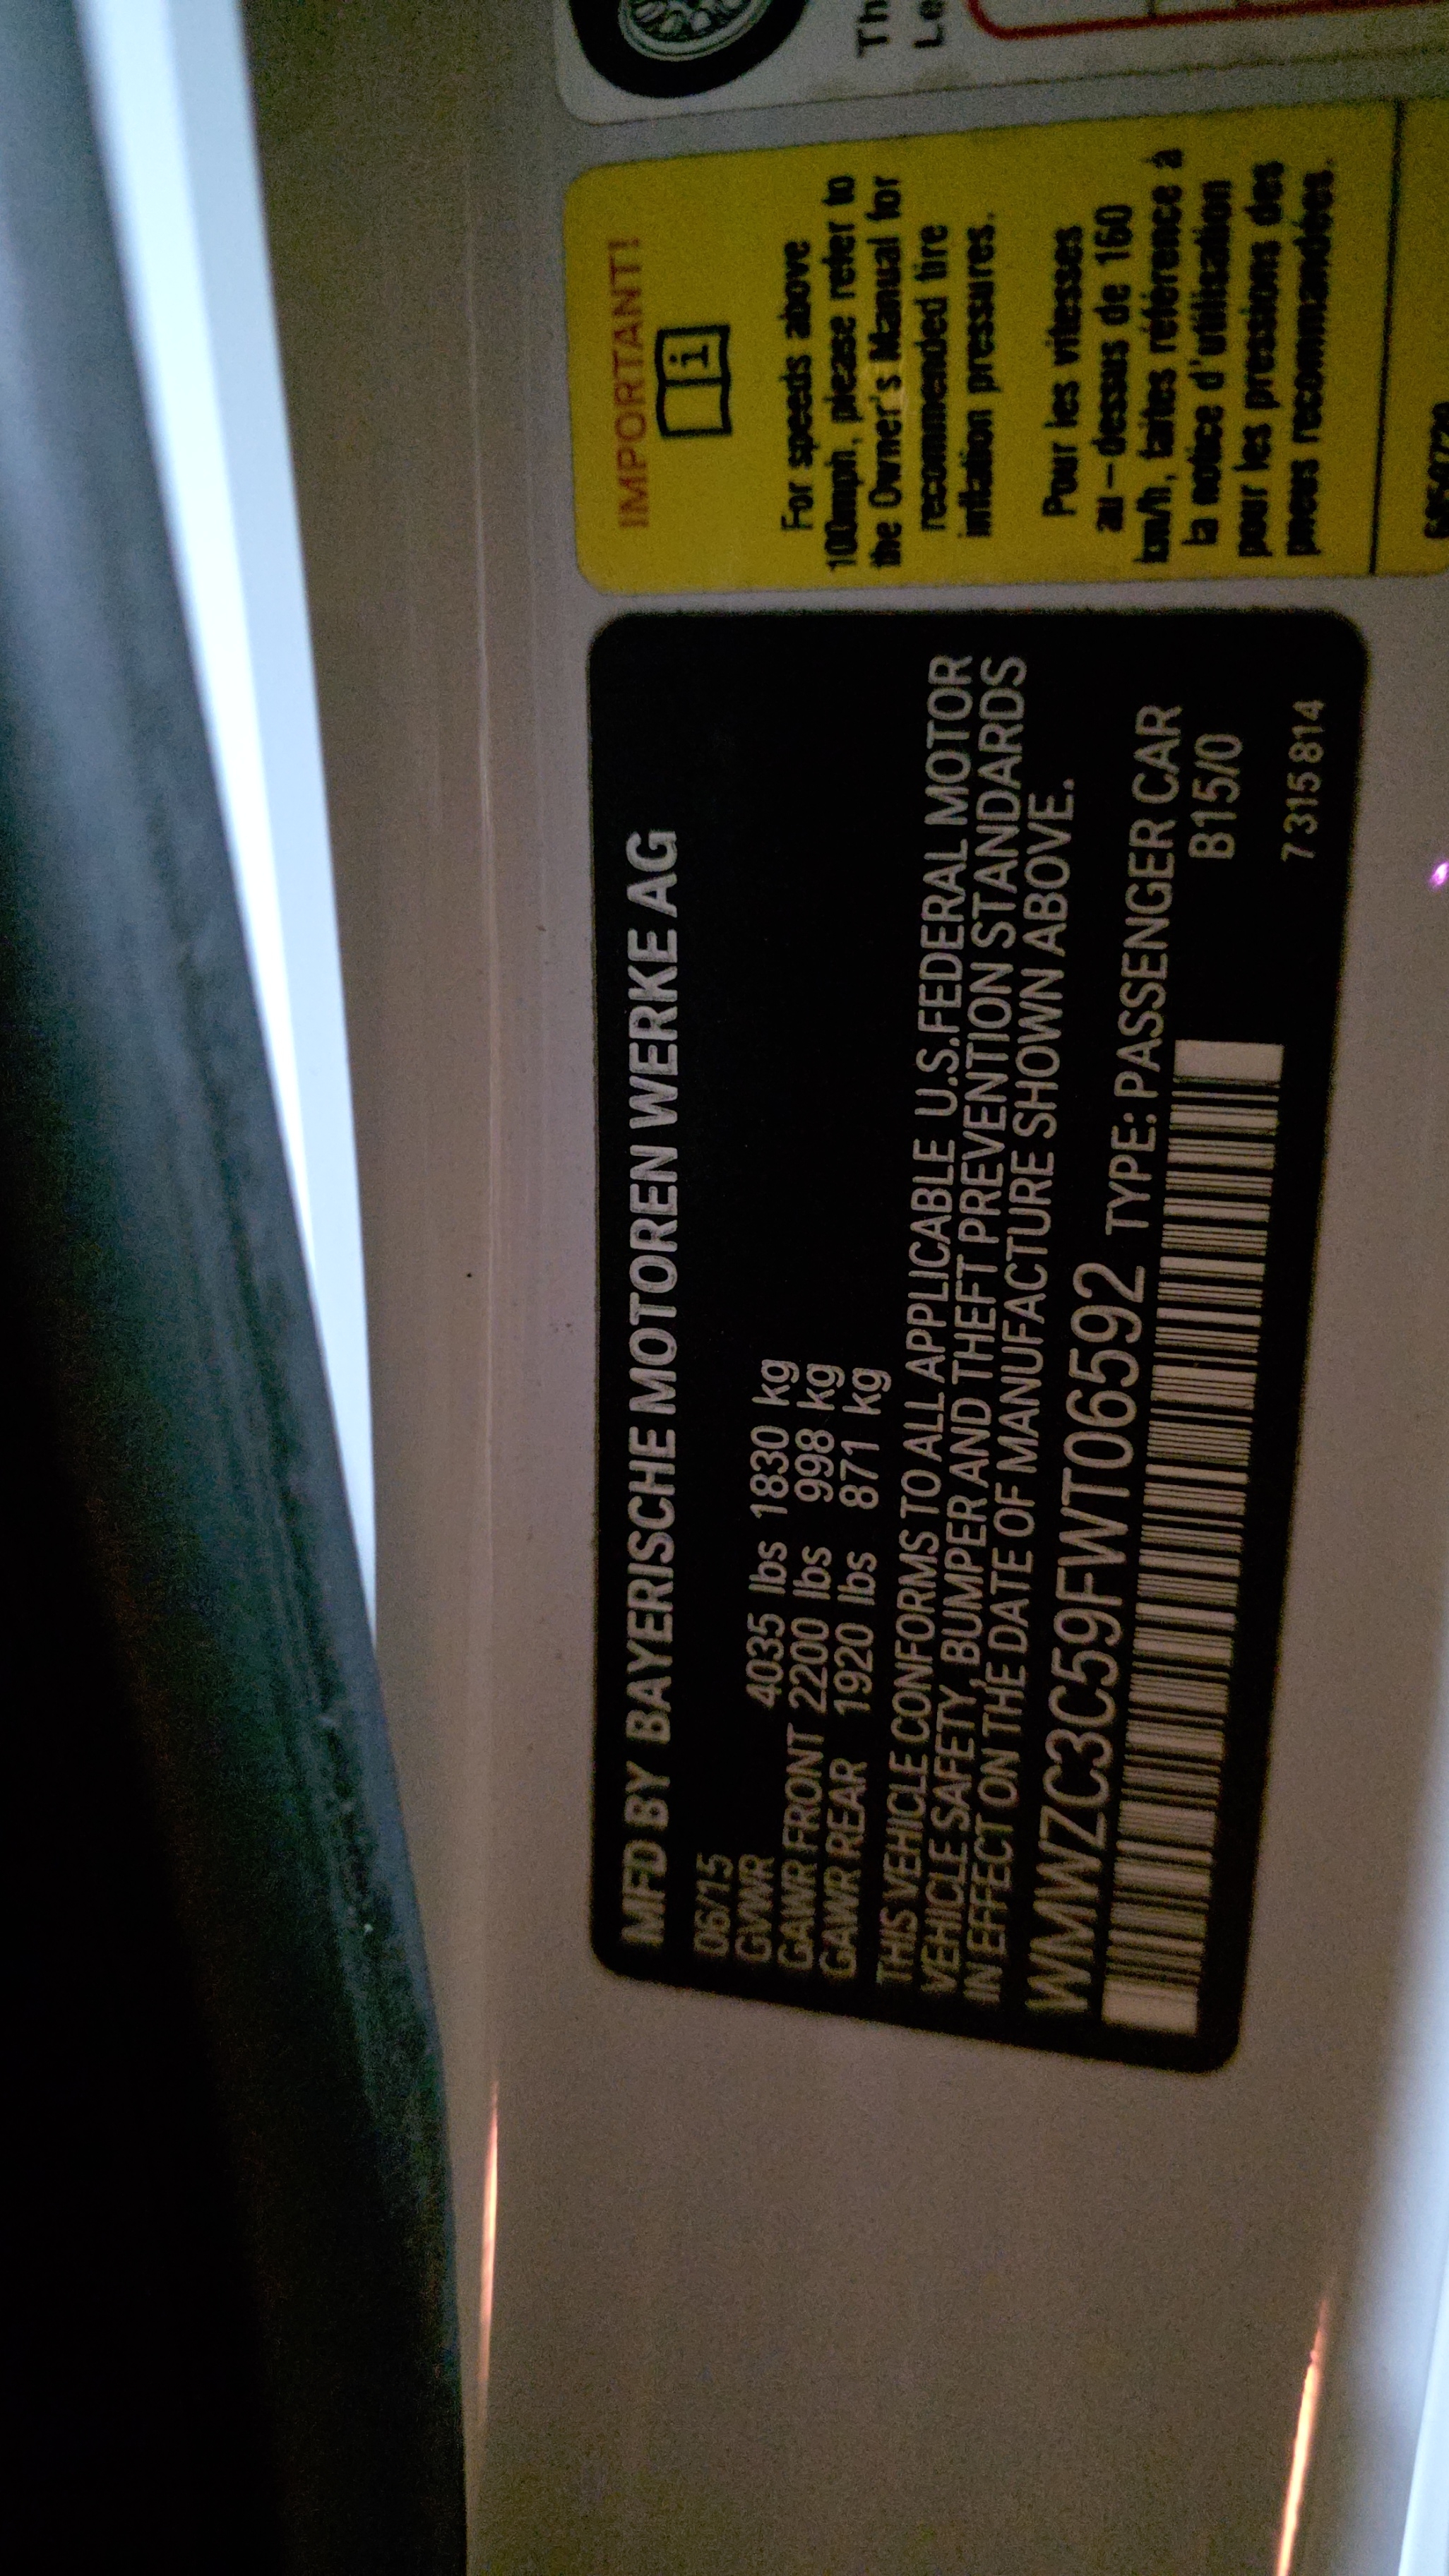 Th
Le
IMPORTANT!
For speeds above
100mph, please refer to
the Owner's Manual for
recommended tire
inflation pressures.
Pour les vitesses
au-dessus de 160
km/h, faites référence à
la notice d'utilisation
pour les pressions des
pneus recommandées.
MFD BY BAYERISCHE MOTOREN WERKE AG
06/15
GVWR 4035 lbs 1830 kg
GAWR FRONT 2200 lbs 998 kg
GAWR REAR 1920 lbs 871 kg
THIS VEHICLE CONFORMS TO ALL APPLICABLE U.S.FEDERAL MOTOR
VEHICLE SAFETY, BUMPER AND THEFT PREVENTION STANDARDS
IN EFFECT ON THE DATE OF MANUFACTURE SHOWN ABOVE.
WMWZC3C59FWT06592 TYPE: PASSENGER CAR
B15/0
7315814